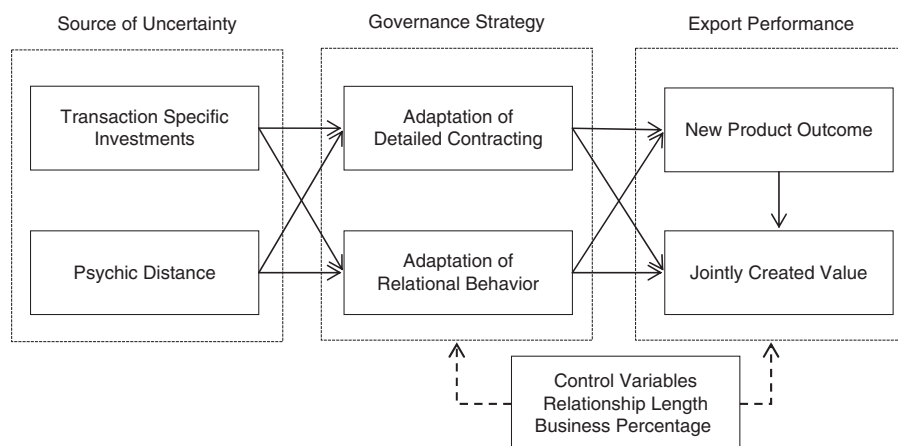 Source of Uncertainty
Governance Strategy
Export Performance
Transaction Specific
Investments
Adaptation of
Detailed Contracting
New Product Outcome
Psychic Distance
Adaptation of
Relational Behavior
Jointly Created Value
Control Variables
Relationship Length
Business Percentage